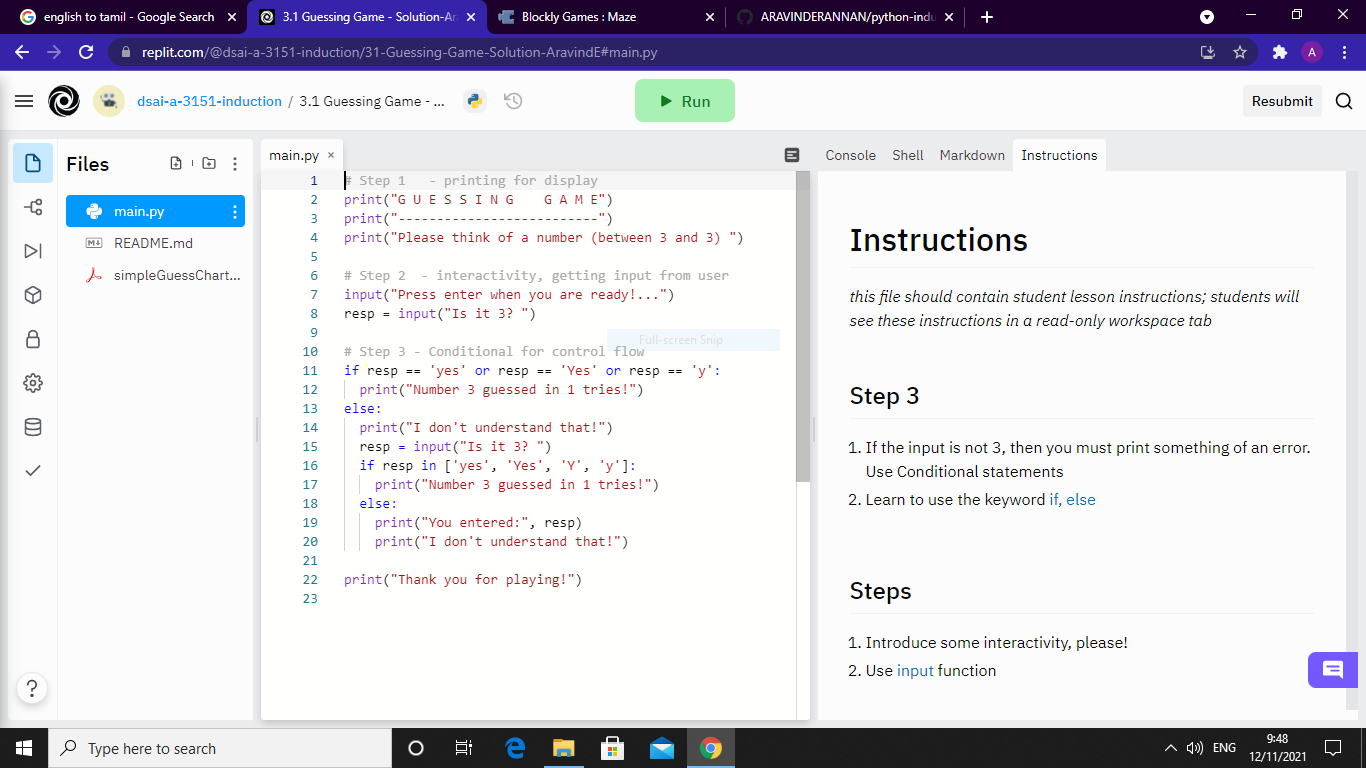 english to tamil - Google Search
3.1 Guessing Game - Solution-Ar
Blockly Games : Maze
ARAVINDERANNAN/python-indu
replit.com/@dsai-a-3151-induction/31-Guessing-Game-Solution-AravindE#main.py
A
dsai-a-3151-induction / 3.1 Guessing Game - ...
Run
Resubmit
Files
main.py
README.md
simpleGuessChart...
main.py
Console Shell Markdown Instructions
1 # Step 1   - printing for display
2 print("G U E S S I N G    G A M E")
3 print("--------------------------")
4 print("Please think of a number (between 3 and 3) ")
5
6 # Step 2  - interactivity, getting input from user
7 input("Press enter when you are ready!...")
8 resp = input("Is it 3? ")
9
Full-screen Snip
10 # Step 3 - Conditional for control flow
11 if resp == 'yes' or resp == 'Yes' or resp == 'y':
12   print("Number 3 guessed in 1 tries!")
13 else:
14   print("I don't understand that!")
15   resp = input("Is it 3? ")
16   if resp in ['yes', 'Yes', 'Y', 'y']:
17     print("Number 3 guessed in 1 tries!")
18   else:
19     print("You entered:", resp)
20     print("I don't understand that!")
21
22 print("Thank you for playing!")
23
Instructions
this file should contain student lesson instructions; students will
see these instructions in a read-only workspace tab
Step 3
1. If the input is not 3, then you must print something of an error.
Use Conditional statements
2. Learn to use the keyword if, else
Steps
1. Introduce some interactivity, please!
2. Use input function
?
Type here to search
ENG
9:48
12/11/2021